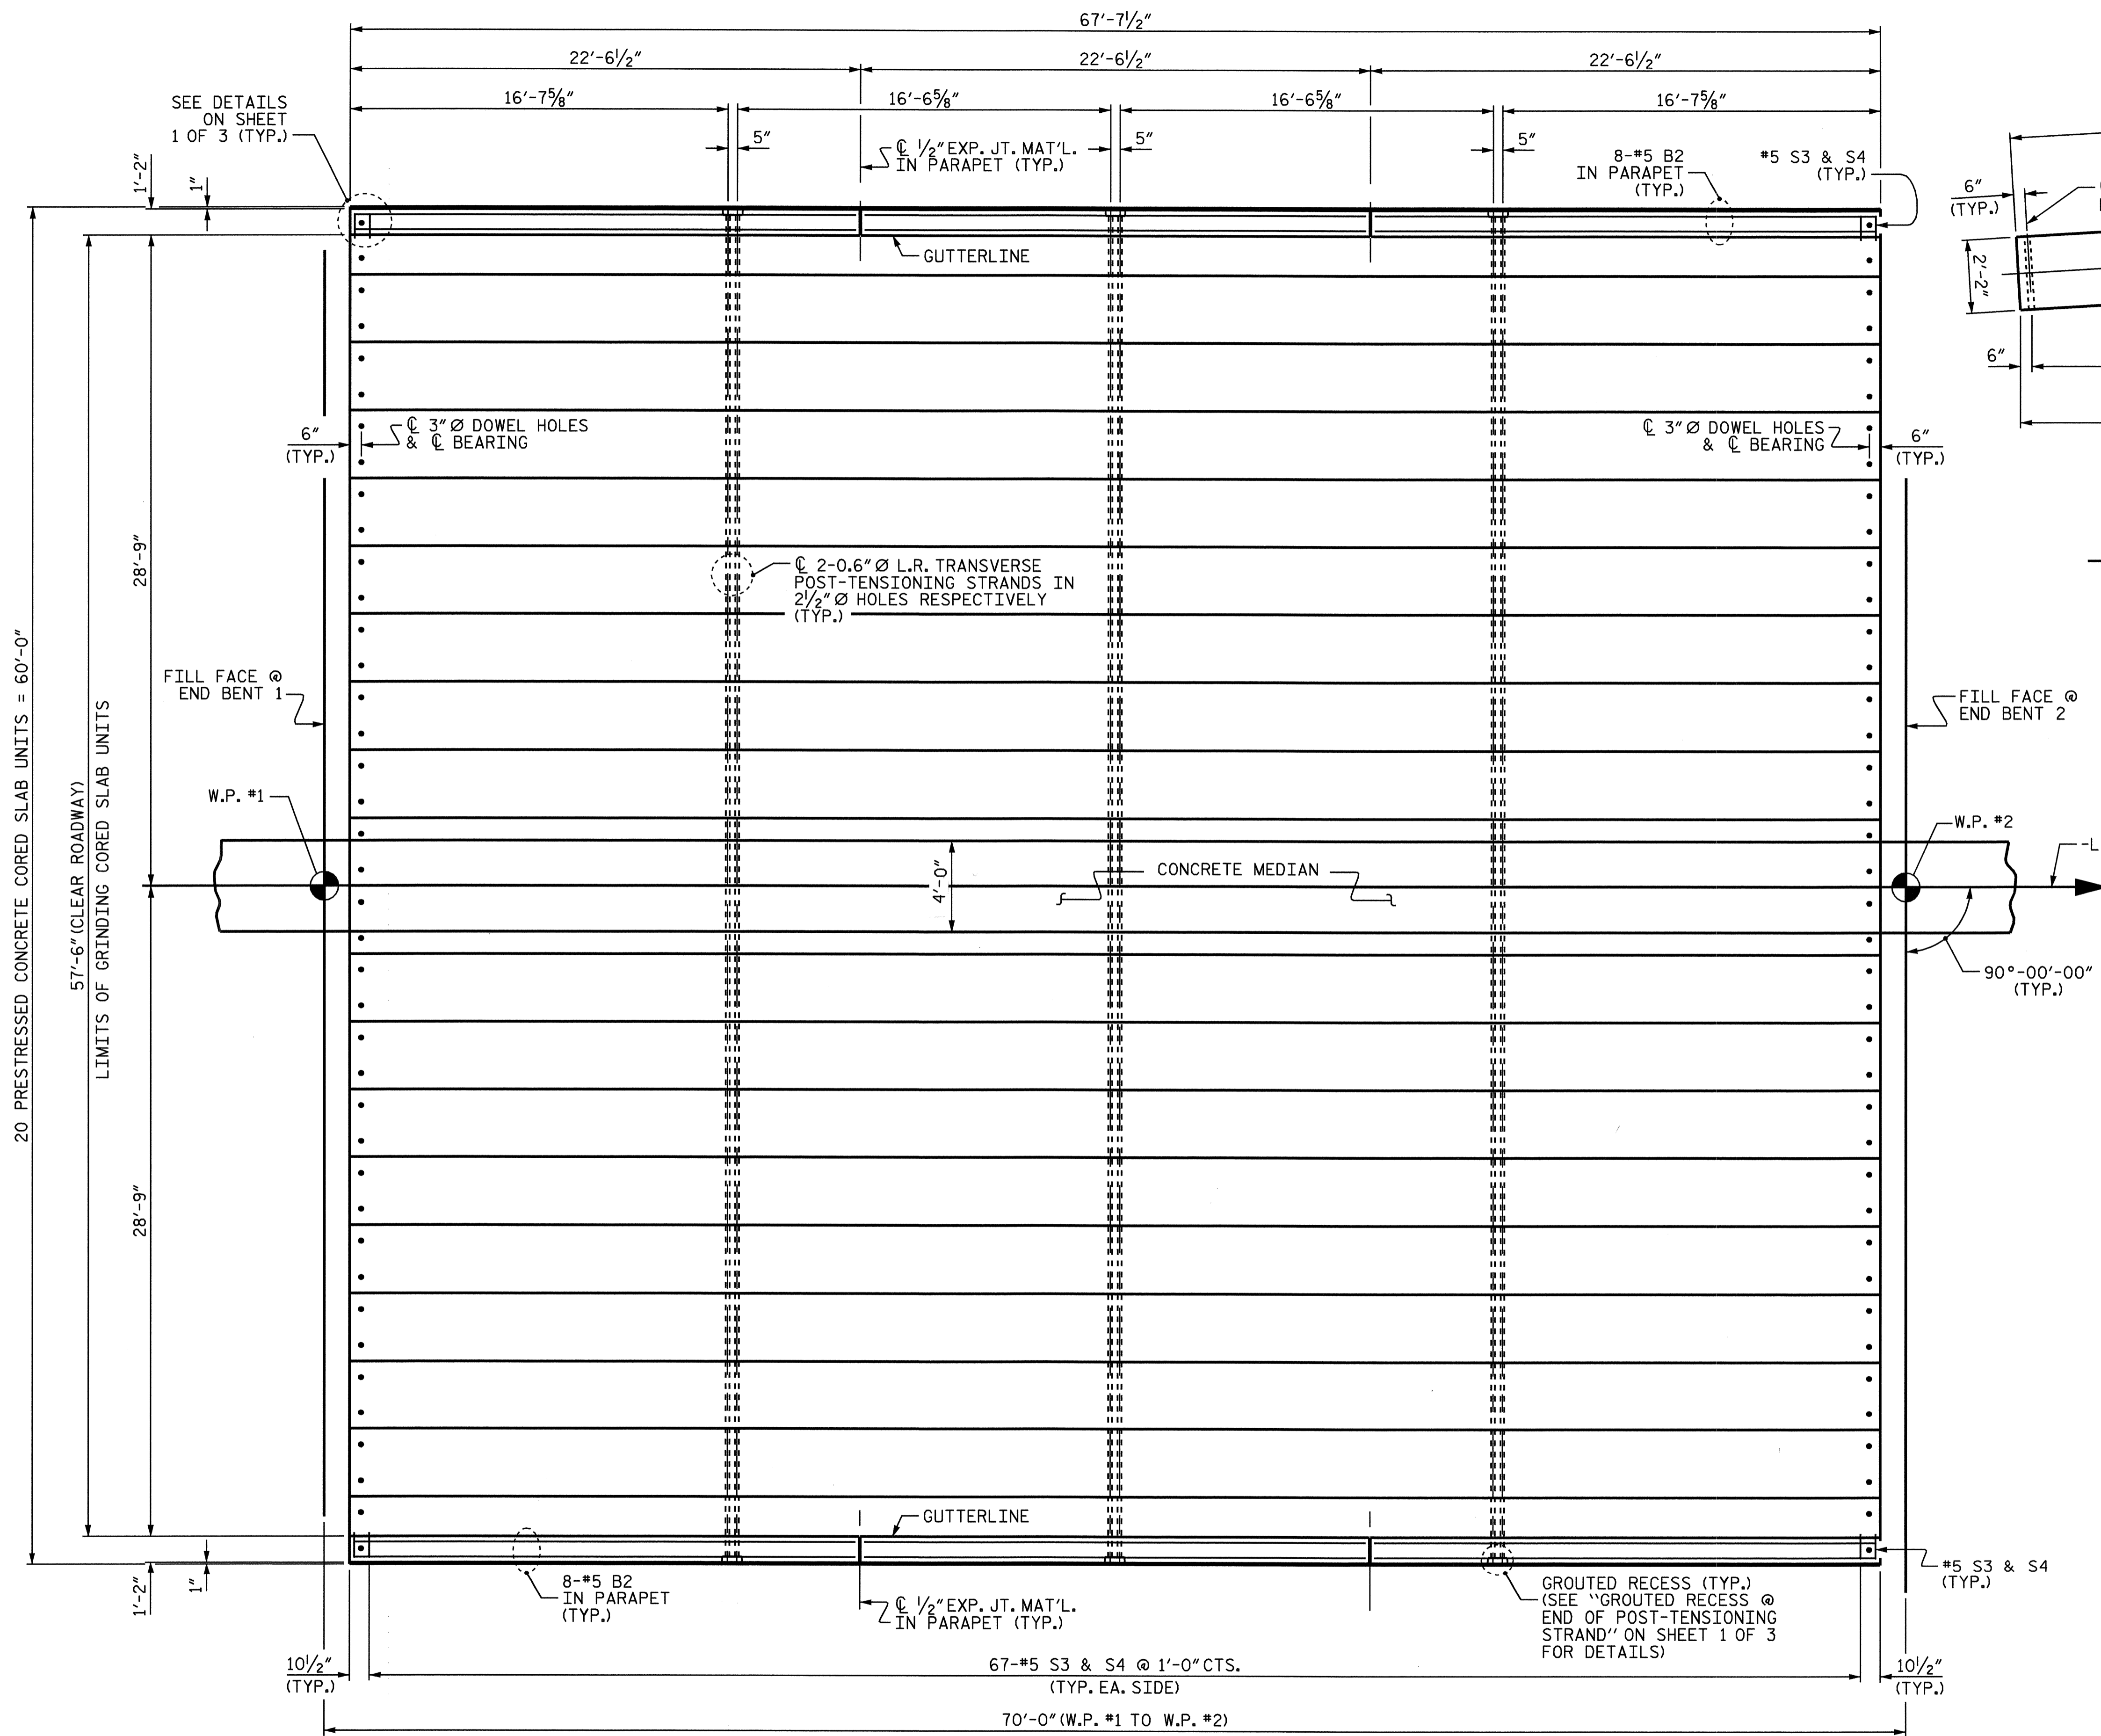 67'-7½"
22'-6½"
22'-6½"
22'-6½"
16'-7⅝"
16'-6⅝"
16'-6⅝"
16'-7⅝"
SEE DETAILS
ON SHEET
1 OF 3 (TYP.)
5"
5"
5"
℄ ½" EXP. JT. MAT'L.
IN PARAPET (TYP.)
8-#5 B2
IN PARAPET
(TYP.)
#5 S3 & S4
(TYP.)
1'-2"
1"
6"
(TYP.)
2'-2"
6"
GUTTERLINE
6"
(TYP.)
℄ 3" Ø DOWEL HOLES
& ℄ BEARING
℄ 3" Ø DOWEL HOLES
& ℄ BEARING
6"
(TYP.)
28'-9"
℄ 2-0.6" Ø L.R. TRANSVERSE
POST-TENSIONING STRANDS IN
2½" Ø HOLES RESPECTIVELY
(TYP.)
20 PRESTRESSED CONCRETE CORED SLAB UNITS = 60'-0"
57'-6" (CLEAR ROADWAY)
LIMITS OF GRINDING CORED SLAB UNITS
FILL FACE @
END BENT 1
FILL FACE @
END BENT 2
W.P. #1
W.P. #2
-L
4'-0"
CONCRETE MEDIAN
90°-00'-00"
(TYP.)
28'-9"
GUTTERLINE
1'-2"
1"
8-#5 B2
IN PARAPET
(TYP.)
℄ ½" EXP. JT. MAT'L.
IN PARAPET (TYP.)
GROUTED RECESS (TYP.)
(SEE "GROUTED RECESS @
END OF POST-TENSIONING
STRAND" ON SHEET 1 OF 3
FOR DETAILS)
#5 S3 & S4
(TYP.)
10½"
(TYP.)
67-#5 S3 & S4 @ 1'-0" CTS.
(TYP. EA. SIDE)
10½"
(TYP.)
70'-0" (W.P. #1 TO W.P. #2)